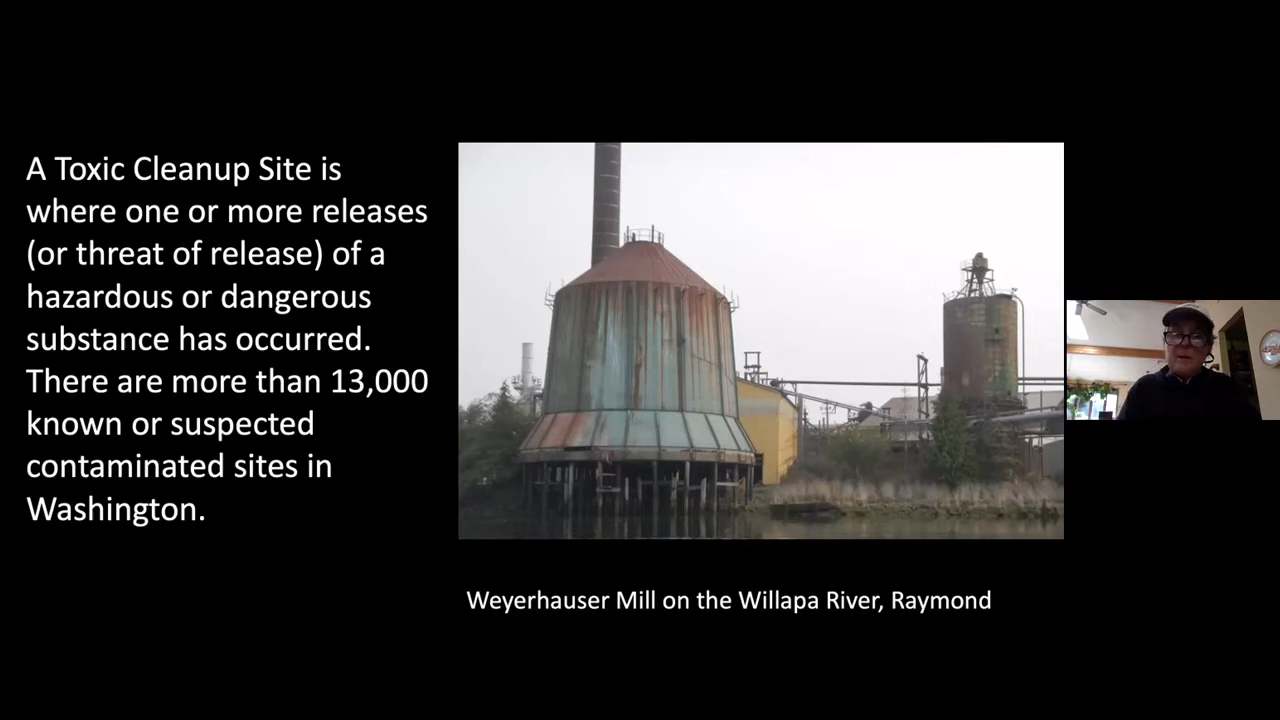 A Toxic Cleanup Site is
where one or more releases
(or threat of release) of a
hazardous or dangerous
substance has occurred.
There are more than 13,000
known or suspected
contaminated sites in
Washington.
Weyerhauser Mill on the Willapa River, Raymond